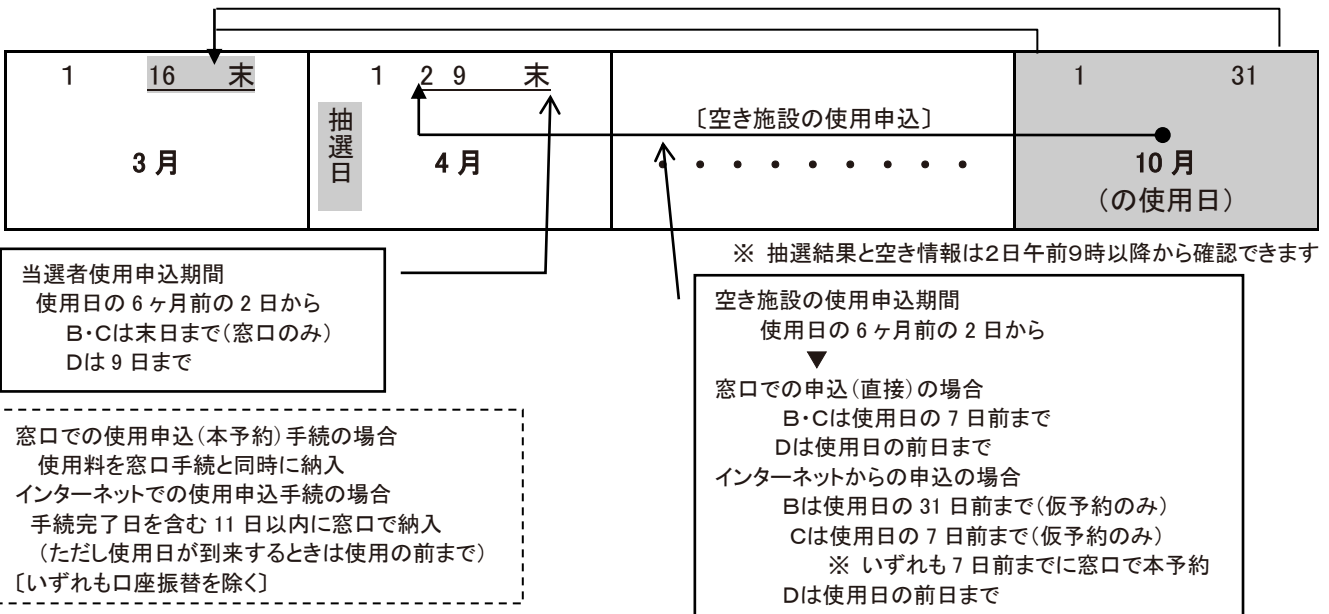 1 16 末 1 2 9 末 1 31
抽選日
〔空き施設の使用申込〕
3月 4月 ・・・・・・・・・ 10月
(の使用日)
※ 抽選結果と空き情報は2日午前9時以降から確認できます
当選者使用申込期間
使用日の6ヶ月前の2日から
B・Cは末日まで(窓口のみ)
Dは9日まで
窓口での使用申込(本予約)手続の場合
使用料を窓口手続と同時に納入
インターネットでの使用申込手続の場合
手続完了日を含む11日以内に窓口で納入
(ただし使用日が到来するときは使用の前まで)
〔いずれも口座振替を除く〕
空き施設の使用申込期間
使用日の6ヶ月前の2日から
▼
窓口での申込(直接)の場合
B・Cは使用日の7日前まで
Dは使用日の前日まで
インターネットからの申込の場合
Bは使用日の31日前まで(仮予約のみ)
Cは使用日の7日前まで(仮予約のみ)
※ いずれも7日前までに窓口で本予約
Dは使用日の前日まで